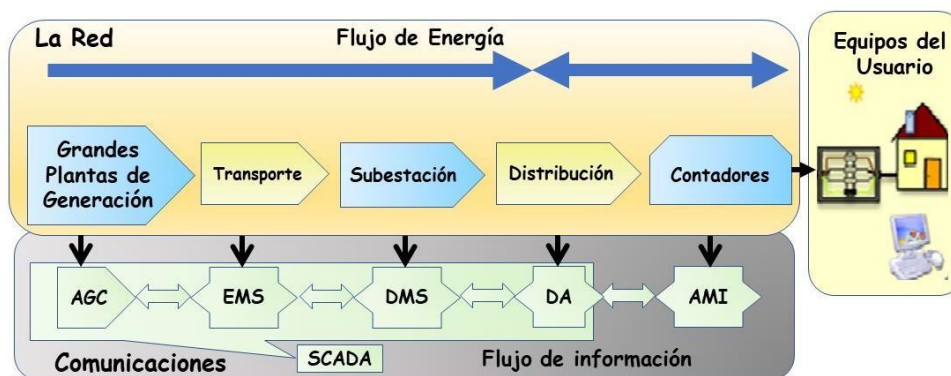 La Red
Flujo de Energía
Equipos del
Usuario
Grandes
Plantas de
Generación
Transporte
Subestación
Distribución
Contadores
AGC
EMS
DMS
DA
AMI
Comunicaciones
SCADA
Flujo de información